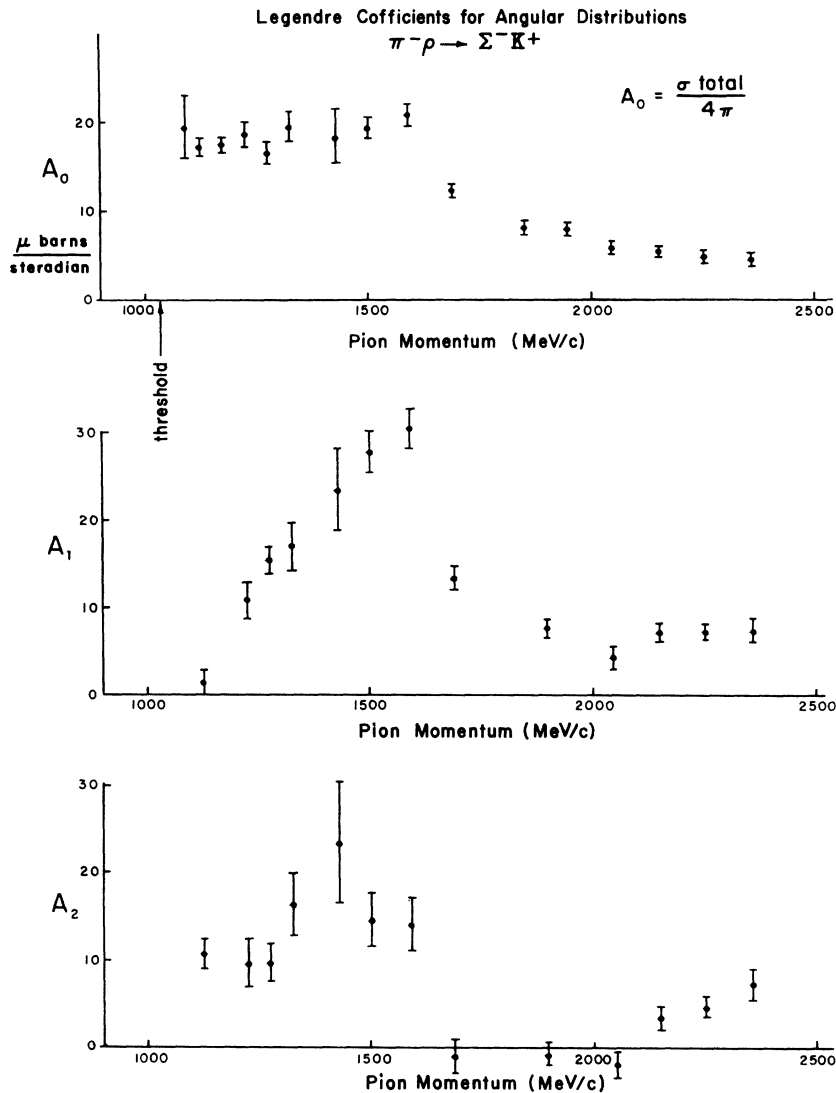 Legendre Cofficients for Angular Distributions
π⁻p → Σ⁻K⁺
A₀ = σ total / 4π
20
A₀
10
μ barns / steradian
0
1000 1500 2000 2500
Pion Momentum (MeV/c)
threshold
30
20
A₁
10
0
1000 1500 2000 2500
Pion Momentum (MeV/c)
30
20
A₂
10
0
1000 1500 2000 2500
Pion Momentum (MeV/c)